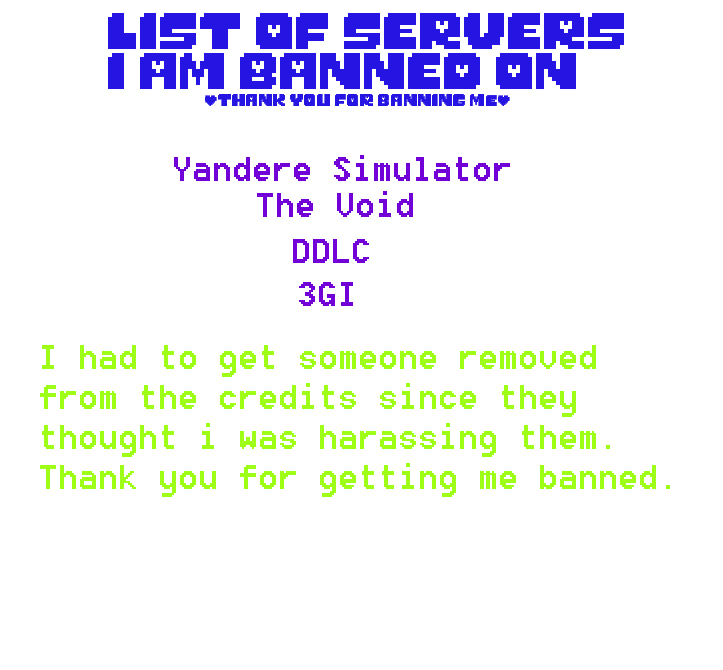 LIST OF SERVERS
I AM BANNED ON
♥THANK YOU FOR BANNING ME♥
Yandere Simulator
The Void
DDLC
3GI
I had to get someone removed
from the credits since they
thought i was harassing them.
Thank you for getting me banned.